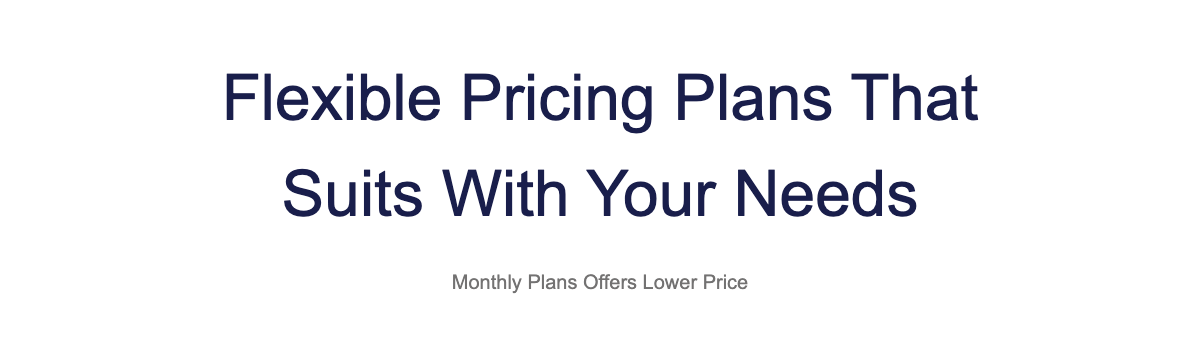 Flexible Pricing Plans That
Suits With Your Needs
Monthly Plans Offers Lower Price